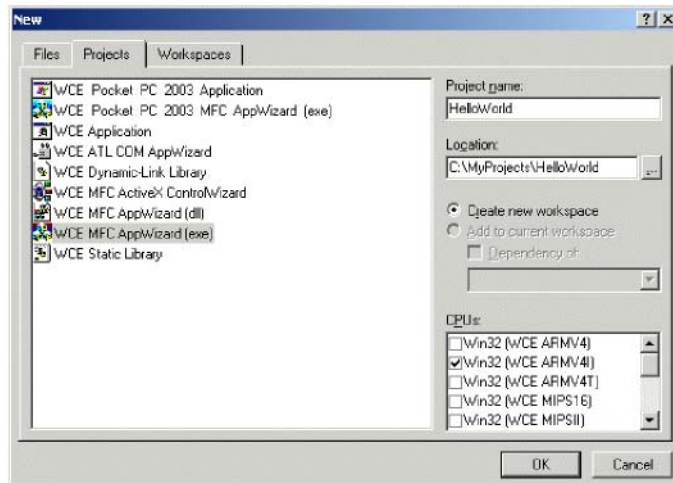 New
Files Projects Workspaces
WCE Pocket PC 2003 Application
WCE Pocket PC 2003 MFC AppWizard (exe)
WCE Application
WCE ATL COM AppWizard
WCE Dynamic-Link Library
WCE MFC ActiveX ControlWizard
WCE MFC AppWizard (dll)
WCE MFC AppWizard (exe)
WCE Static Library
Project name:
HelloWorld
Location:
C:\MyProjects\HelloWorld
...
Create new workspace
Add to current workspace
Dependency of:
CPUs:
Win32 (WCE ARMV4)
Win32 (WCE ARMV4I)
Win32 (WCE ARMV4T)
Win32 (WCE MIPS16)
Win32 (WCE MIPSII)
OK Cancel